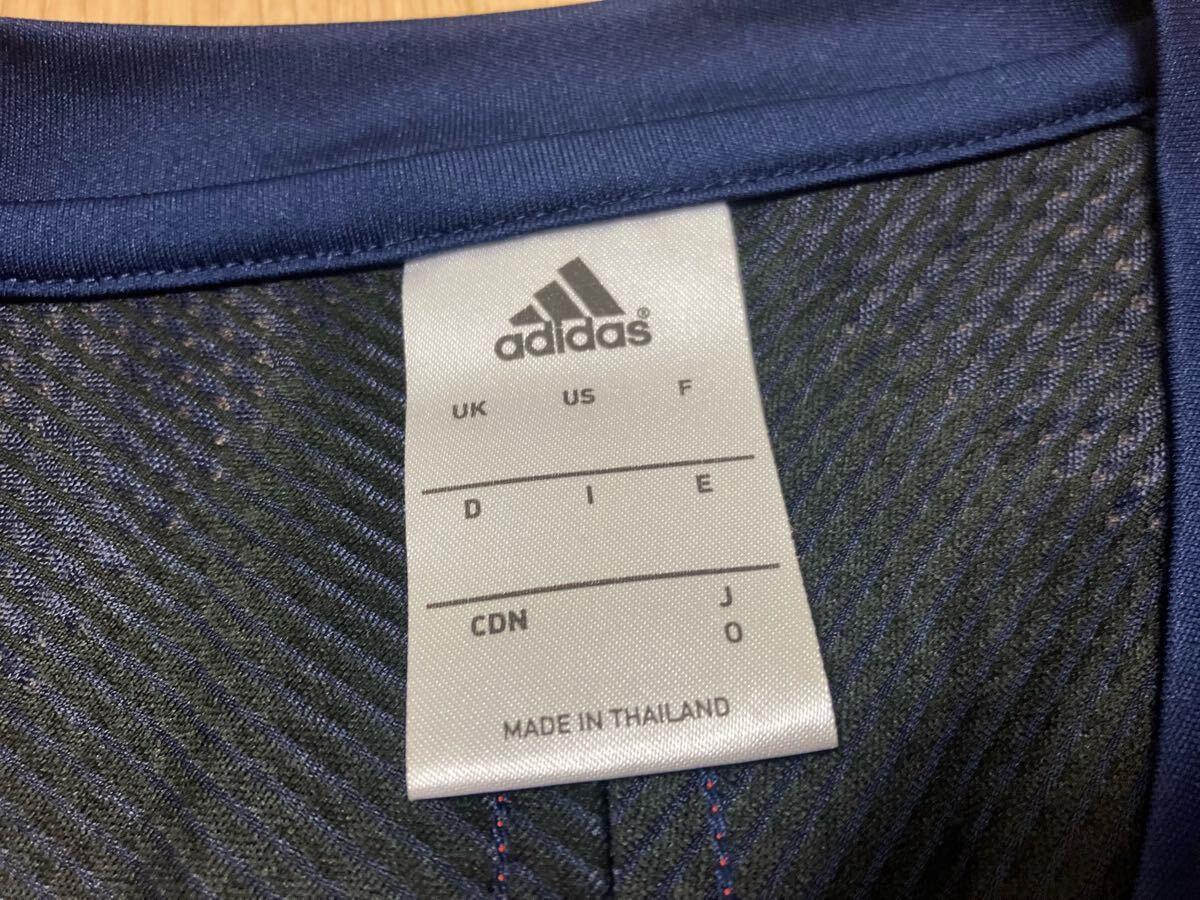 adidas®
UK US F
D I E
CDN J
O
MADE IN THAILAND